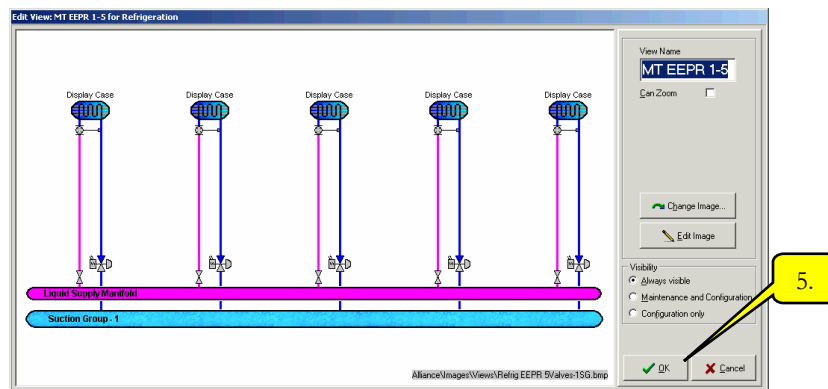 Edit View: MT EEPR 1-5 for Refrigeration
Display Case Display Case Display Case Display Case Display Case
Liquid Supply Manifold
Suction Group - 1
Alliance\Images\Views\Refrig EEPR 5Valves-1SG.bmp
View Name
MT EEPR 1-5
Can Zoom
Change Image...
Edit Image
Visibility
Always visible
Maintenance and Configuration
Configuration only
OK Cancel
5.